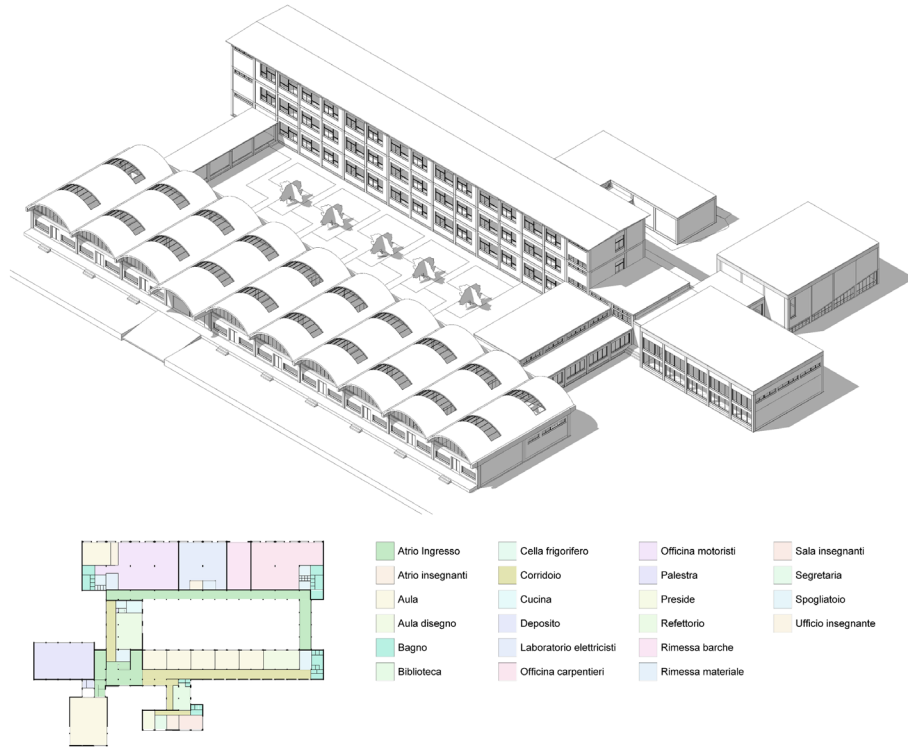 Atrio Ingresso
Atrio insegnanti
Aula
Aula disegno
Bagno
Biblioteca
Cella frigorifero
Corridoio
Cucina
Deposito
Laboratorio elettricisti
Officina carpentieri
Officina motoristi
Palestra
Preside
Refettorio
Rimessa barche
Rimessa materiale
Sala insegnanti
Segretaria
Spogliatoio
Ufficio insegnante